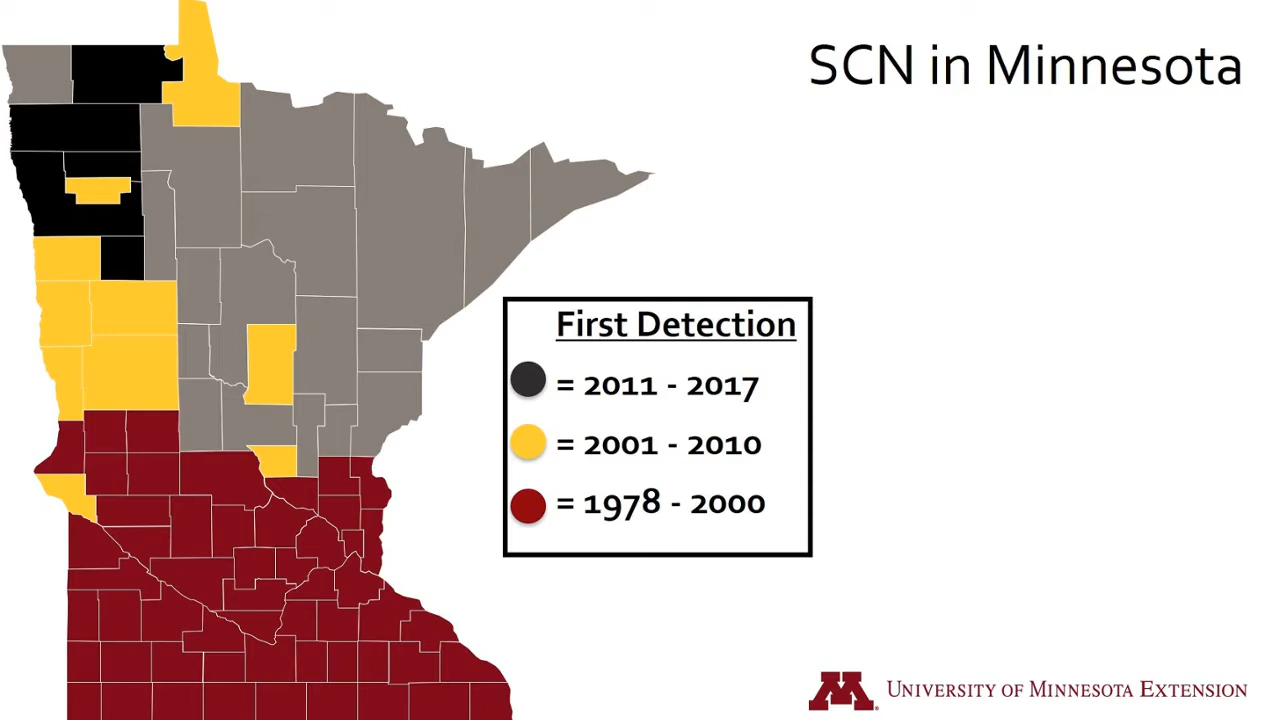 SCN in Minnesota
First Detection
= 2011 - 2017
= 2001 - 2010
= 1978 - 2000
M
UNIVERSITY OF MINNESOTA EXTENSION